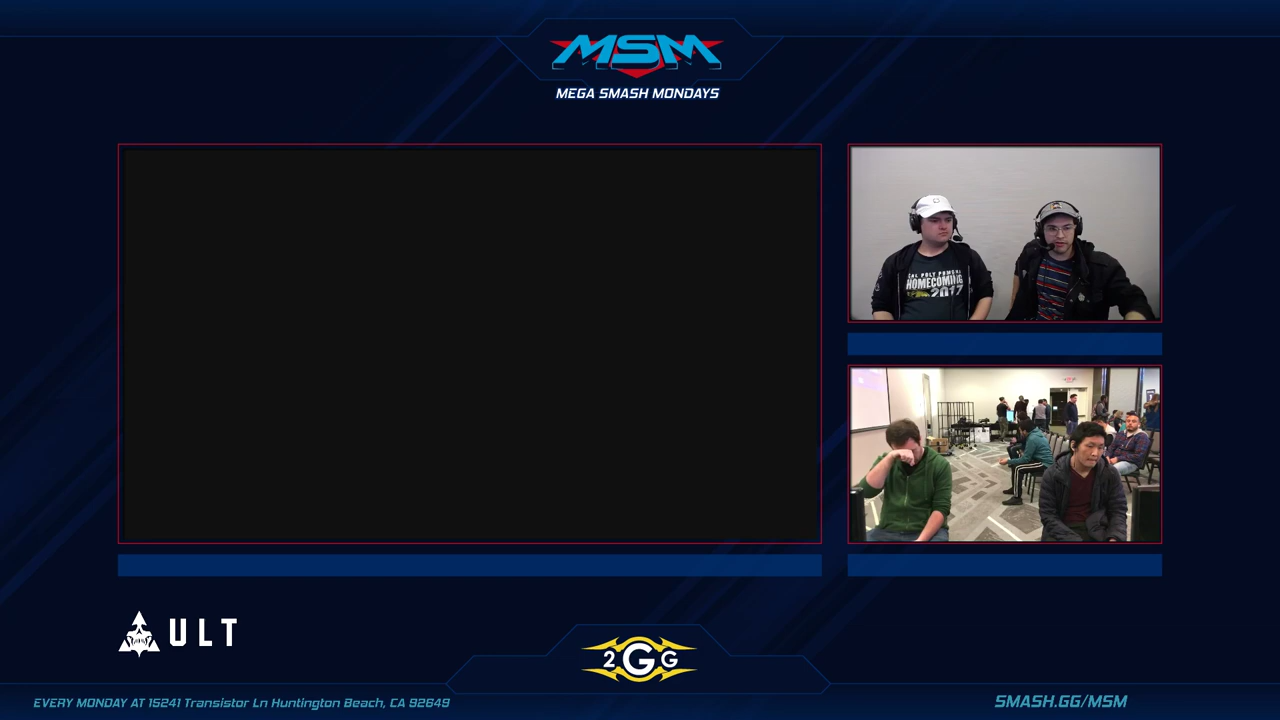 MSM
MEGA SMASH MONDAYS
CAL POLY POMONA
HOMECOMING
2017
ULT
2GG
EVERY MONDAY AT 15241 Transistor Ln Huntington Beach, CA 92649
SMASH.GG/MSM